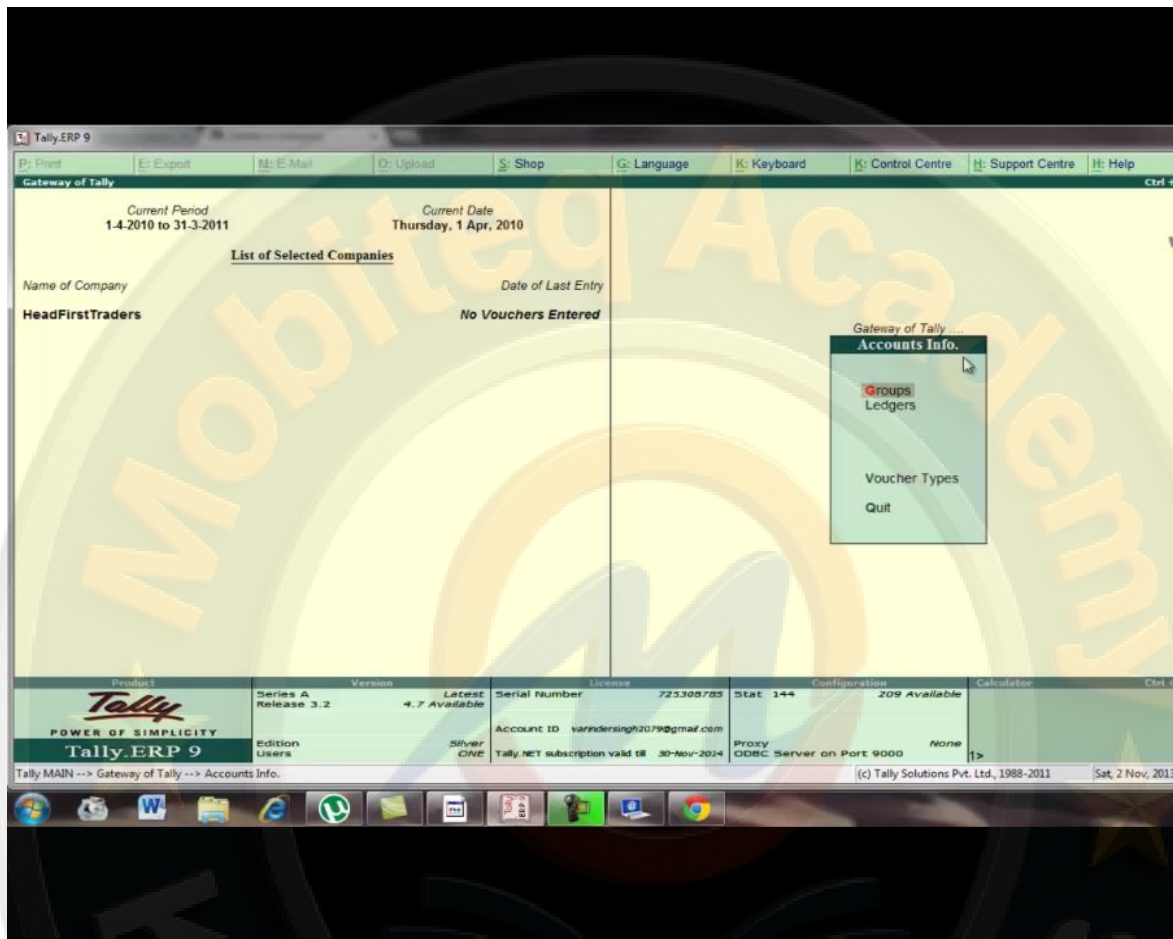 Tally.ERP 9
P: Print E: Export M: E-Mail O: Upload S: Shop G: Language K: Keyboard K: Control Centre H: Support Centre H: Help
Gateway of Tally Ctrl +
Current Period Current Date
1-4-2010 to 31-3-2011 Thursday, 1 Apr, 2010
List of Selected Companies
Name of Company Date of Last Entry
HeadFirstTraders No Vouchers Entered
Gateway of Tally ....
Accounts Info.
Groups
Ledgers
Voucher Types
Quit
Mobiteq Academy
Product Version License Configuration Calculator Ctrl +
Tally
POWER OF SIMPLICITY
Tally.ERP 9
Series A Latest
Release 3.2 4.7 Available
Edition Silver
Users ONE
Serial Number 725308785
Account ID varindersingh2079@gmail.com
Tally.NET subscription valid till 30-Nov-2014
Stat 144 209 Available
Proxy None
ODBC Server on Port 9000
1>
Tally MAIN --> Gateway of Tally --> Accounts Info. (c) Tally Solutions Pvt. Ltd., 1988-2011 Sat, 2 Nov, 2013